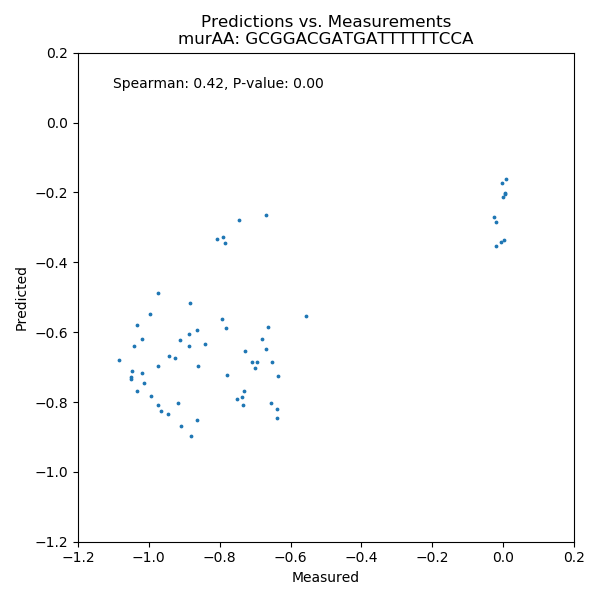 Predictions vs. Measurements
murAA: GCGGACGATGATTTTTTCCA
0.2
Spearman: 0.42, P-value: 0.00
0.0
−0.2
−0.4
Predicted
−0.6
−0.8
−1.0
−1.2
−1.2 −1.0 −0.8 −0.6 −0.4 −0.2 0.0 0.2
Measured